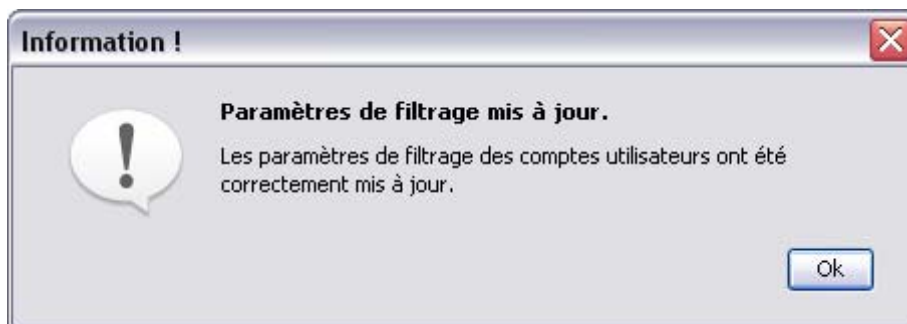 Information !
Paramètres de filtrage mis à jour.
Les paramètres de filtrage des comptes utilisateurs ont été
correctement mis à jour.
Ok